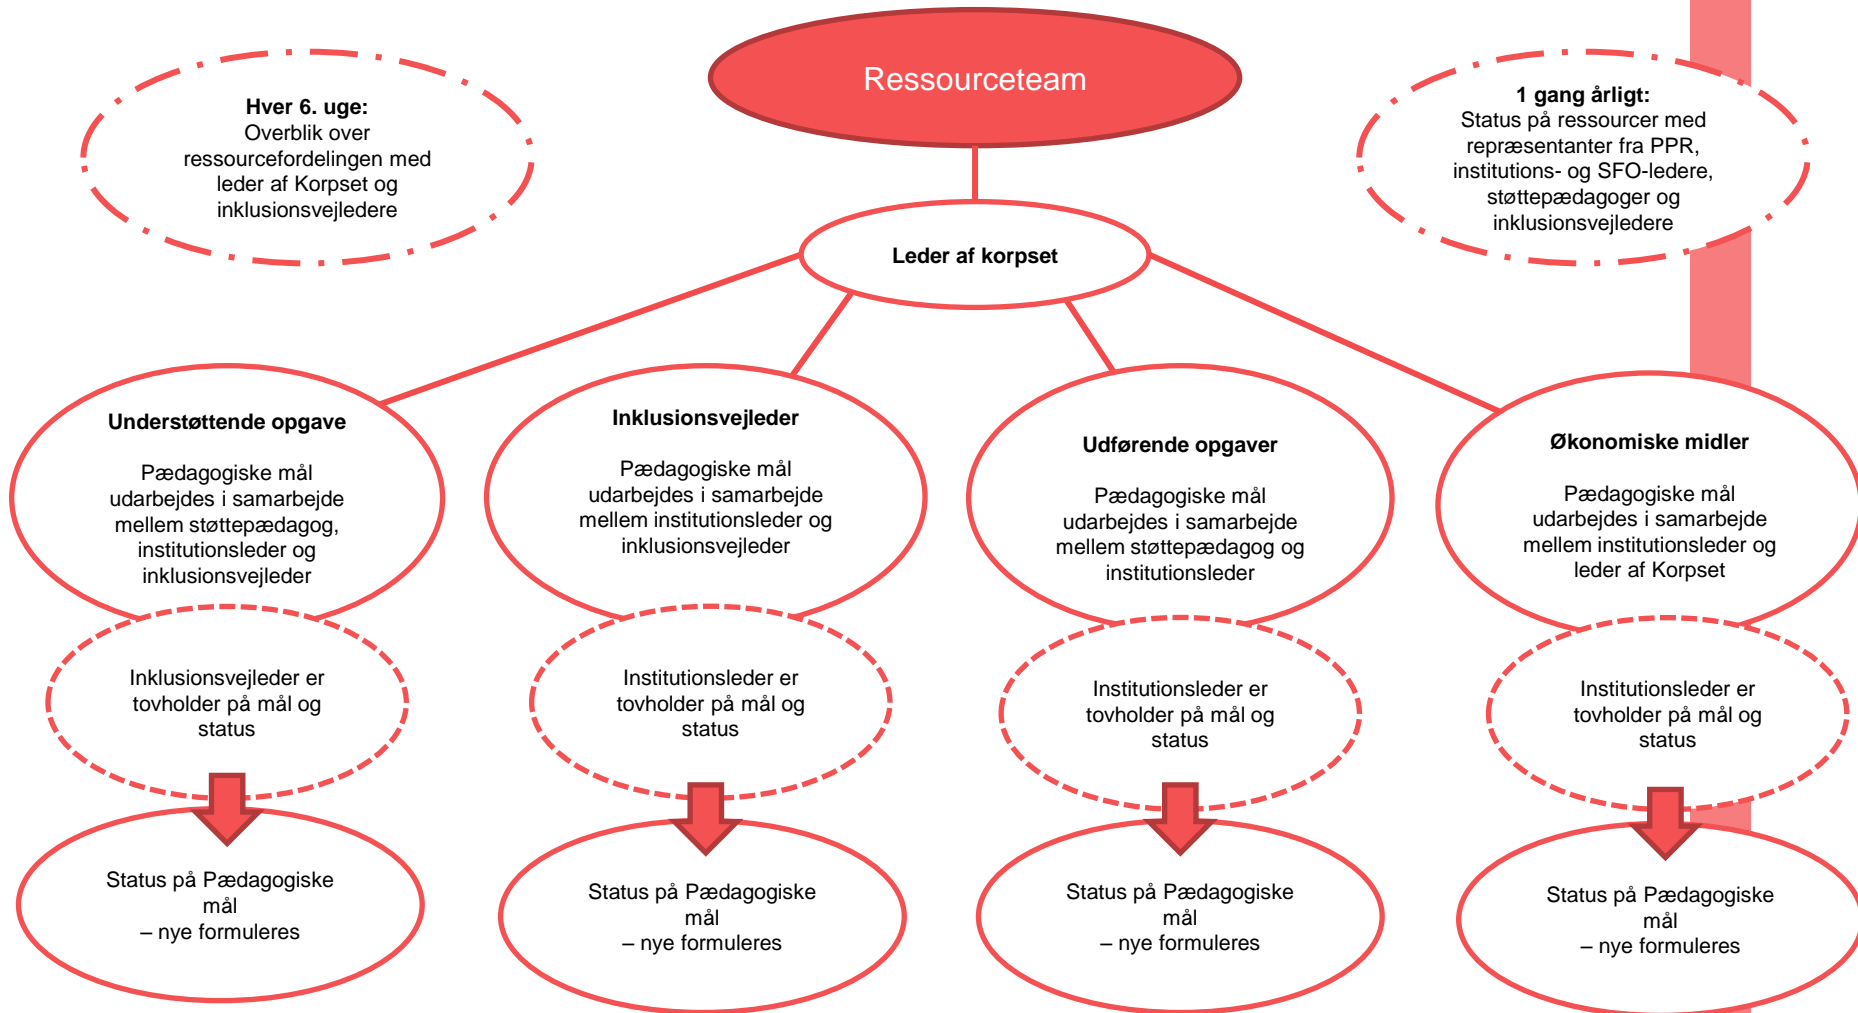 Ressourceteam
Hver 6. uge:
Overblik over
ressourcefordelingen med
leder af Korpset og
inklusionsvejledere
1 gang årligt:
Status på ressourcer med
repræsentanter fra PPR,
institutions- og SFO-ledere,
støttepædagoger og
inklusionsvejledere
Leder af korpset
Understøttende opgave
Pædagogiske mål
udarbejdes i samarbejde
mellem støttepædagog,
institutionsleder og
inklusionsvejleder
Inklusionsvejleder
Pædagogiske mål
udarbejdes i samarbejde
mellem institutionsleder og
inklusionsvejleder
Udførende opgaver
Pædagogiske mål
udarbejdes i samarbejde
mellem støttepædagog og
institutionsleder
Økonomiske midler
Pædagogiske mål
udarbejdes i samarbejde
mellem institutionsleder og
leder af Korpset
Inklusionsvejleder er
tovholder på mål og
status
Institutionsleder er
tovholder på mål og
status
Institutionsleder er
tovholder på mål og
status
Institutionsleder er
tovholder på mål og
status
Status på Pædagogiske
mål
– nye formuleres
Status på Pædagogiske
mål
– nye formuleres
Status på Pædagogiske
mål
– nye formuleres
Status på Pædagogiske
mål
– nye formuleres